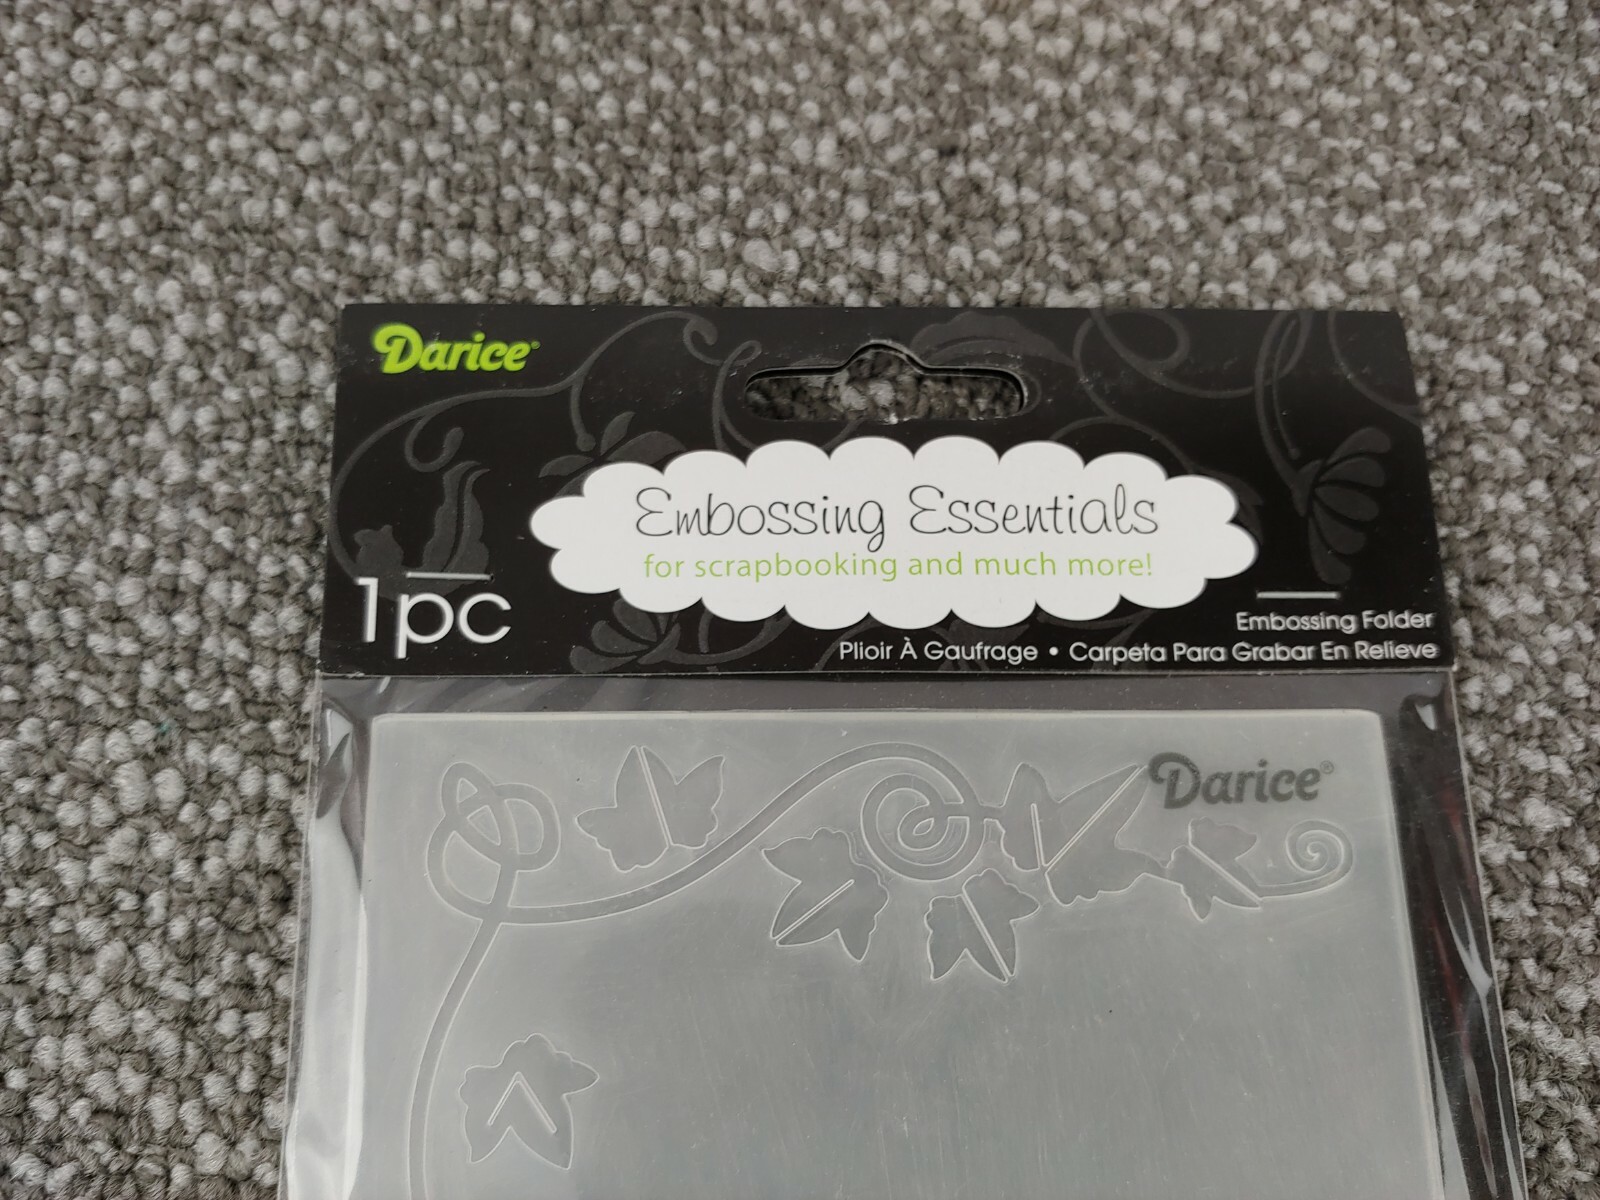 Darice®
Embossing Essentials
for scrapbooking and much more!
1pc
Embossing Folder
Plioir À Gaufrage • Carpeta Para Grabar En Relieve
Darice®